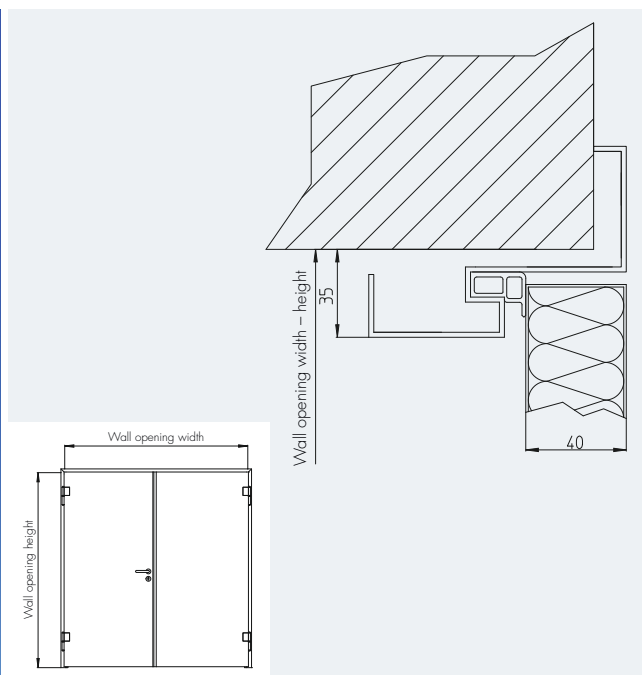 Wall opening width – height
35
40
Wall opening width
Wall opening height